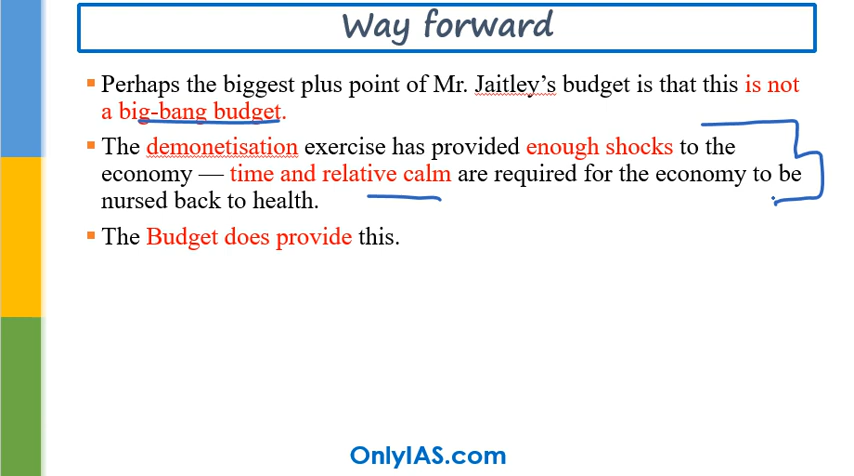 Way forward
Perhaps the biggest plus point of Mr. Jaitley’s budget is that this is not
a big-bang budget.
The demonetisation exercise has provided enough shocks to the
economy — time and relative calm are required for the economy to be
nursed back to health.
The Budget does provide this.
OnlyIAS.com